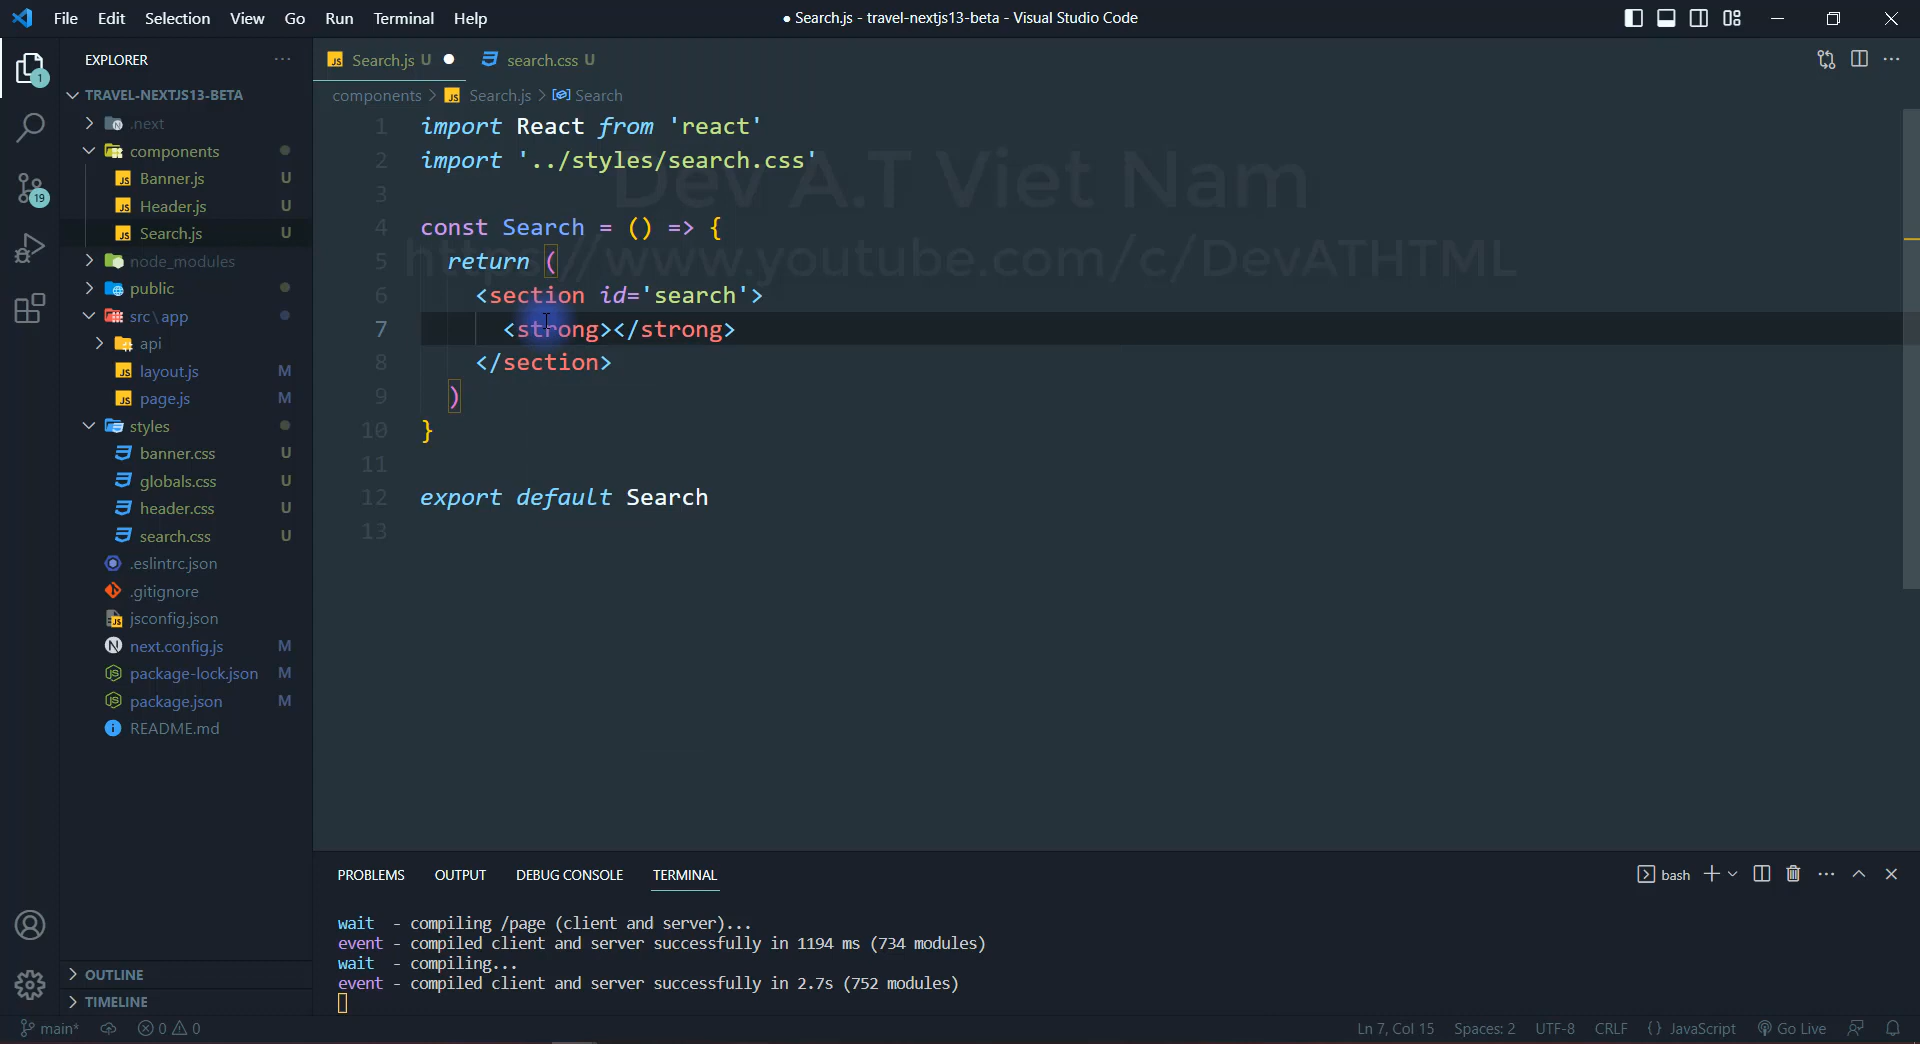 File Edit Selection View Go Run Terminal Help
● Search.js - travel-nextjs13-beta - Visual Studio Code
EXPLORER
1
19
TRAVEL-NEXTJS13-BETA
.next
components
Banner.js U
Header.js U
Search.js U
node_modules
public
src\app
api
layout.js M
page.js M
styles
banner.css U
globals.css U
header.css U
search.css U
.eslintrc.json
.gitignore
jsconfig.json
next.config.js M
package-lock.json M
package.json M
README.md
OUTLINE
TIMELINE
Search.js U ● search.css U
components > Search.js > Search
1 import React from 'react'
2 import '../styles/search.css'
3
4 const Search = () => {
5 return (
6 <section id='search'>
7 <strong></strong>
8 </section>
9 )
10 }
11
12 export default Search
13
Dev A.T Viet Nam
https://www.youtube.com/c/DevATHTML
PROBLEMS OUTPUT DEBUG CONSOLE TERMINAL
bash
wait - compiling /page (client and server)...
event - compiled client and server successfully in 1194 ms (734 modules)
wait - compiling...
event - compiled client and server successfully in 2.7s (752 modules)
main* 0 0
Ln 7, Col 15 Spaces: 2 UTF-8 CRLF {} JavaScript Go Live